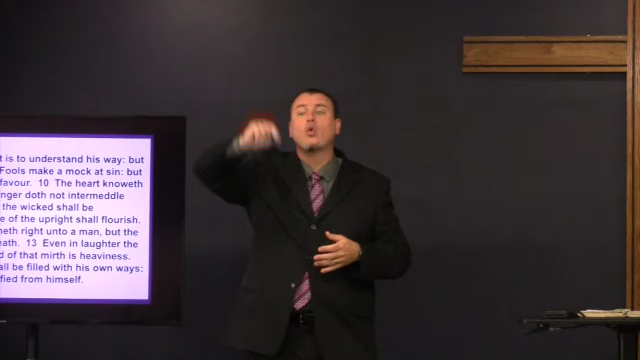 t is to understand his way: but
Fools make a mock at sin: but
favour. 10 The heart knoweth
nger doth not intermeddle
the wicked shall be
e of the upright shall flourish.
meth right unto a man, but the
eath. 13 Even in laughter the
d of that mirth is heaviness.
all be filled with his own ways:
fied from himself.